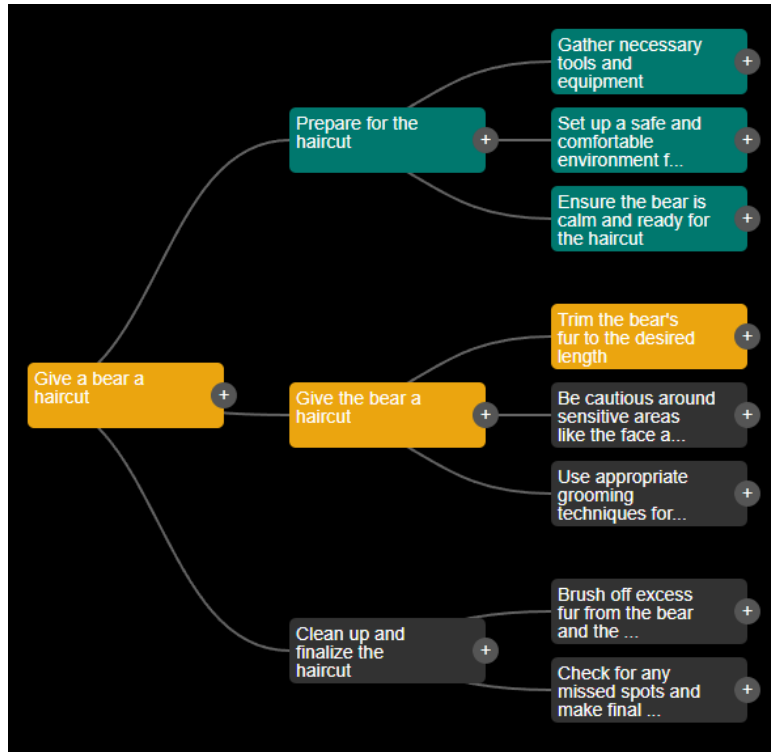 Gather necessary
tools and
equipment
+
Prepare for the
haircut
+
Set up a safe and
comfortable
environment f...
+
Ensure the bear is
calm and ready for
the haircut
+
Trim the bear's
fur to the desired
length
+
Give a bear a
haircut
+
Give the bear a
haircut
+
Be cautious around
sensitive areas
like the face a...
+
Use appropriate
grooming
techniques for...
+
Brush off excess
fur from the bear
and the ...
+
Clean up and
finalize the
haircut
+
Check for any
missed spots and
make final ...
+